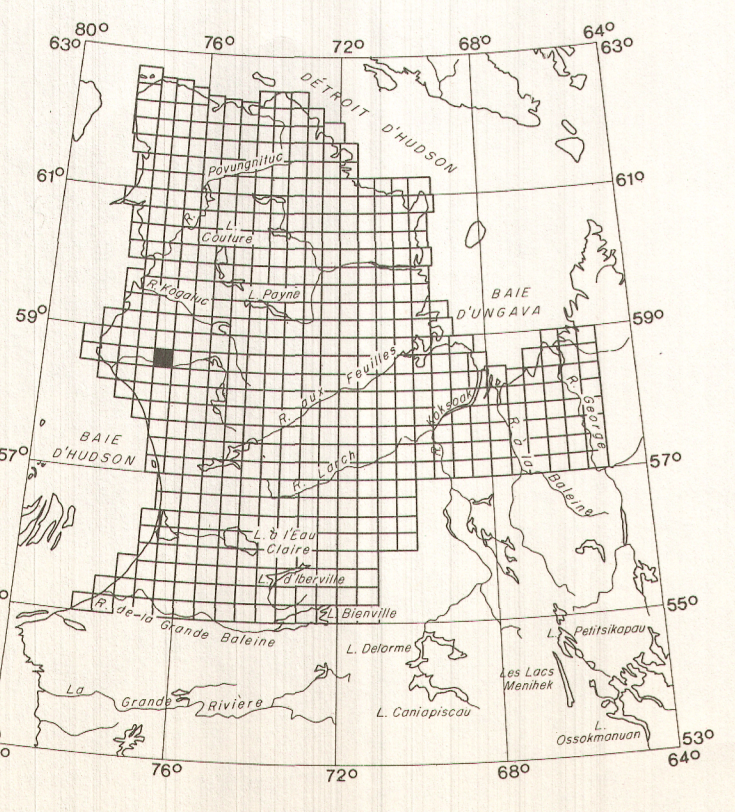 80°
76°
72°
68°
64°
63°
63°
DÉTROIT D'HUDSON
61°
61°
R. Povungnituc
L.
Couture
R. Kogaluc
L. Payne
BAIE
D'UNGAVA
59°
59°
R. aux Feuilles
R. Koksoak
R. George
R. à la Baleine
BAIE
D'HUDSON
57°
57°
R. Larch
L. à l'Eau
Claire
L. d'Iberville
L. Bienville
55°
R. de la Grande Baleine
L. Delorme
L. Petitsikapau
Les Lacs
Menihek
La Grande Rivière
L. Caniapiscau
L.
Ossokmanuan
53°
76°
72°
68°
64°